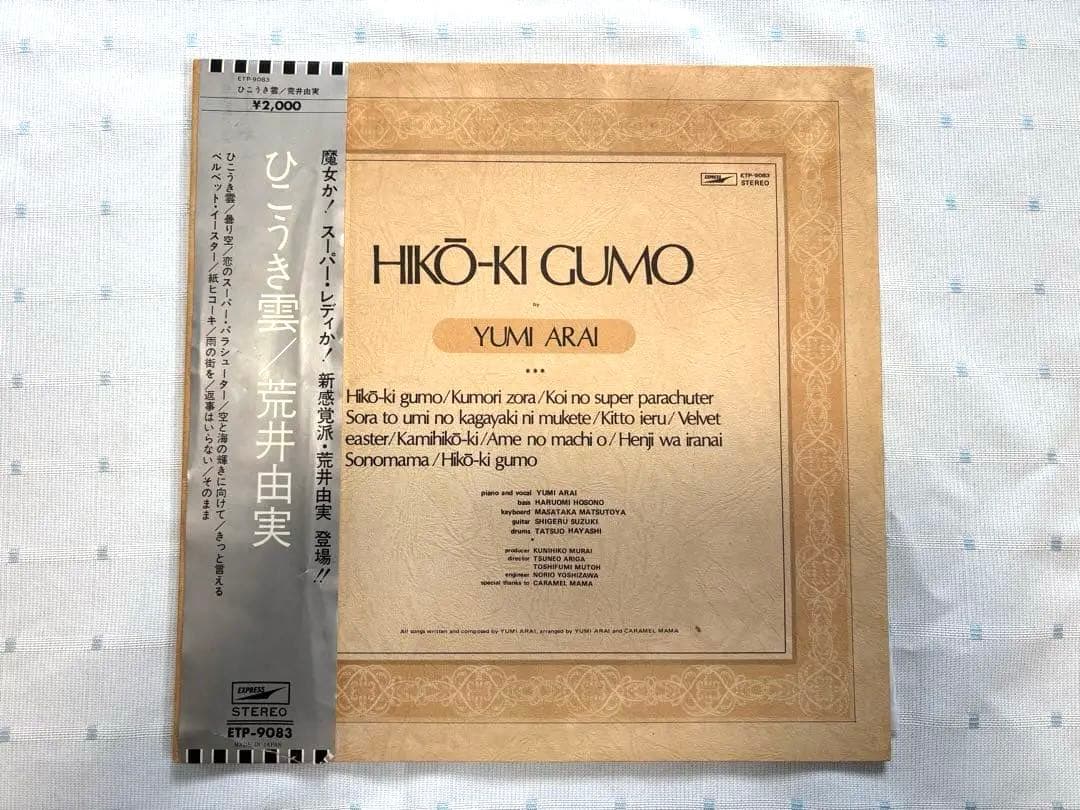 ETP-9083
ひこうき雲/荒井由実
¥2,000
魔女か! スーパー・レディか! 新感覚派・荒井由実 登場!!
ひこうき雲/荒井由実
ひこうき雲/曇り空/恋のスーパー・パラシューター/空と海の輝きに向けて/きっと言える
ベルベット・イースター/紙ヒコーキ/雨の街を/返事はいらない/そのまま
EXPRESS
STEREO
ETP-9083
MADE IN JAPAN
EXPRESS ETP-9083
STEREO
HIKŌ-KI GUMO
by
YUMI ARAI
Hikō-ki gumo/Kumori zora/Koi no super parachuter
Sora to umi no kagayaki ni mukete/Kitto ieru/Velvet
easter/Kamihikō-ki/Ame no machi o/Henji wa iranai
Sonomama/Hikō-ki gumo
piano and vocal YUMI ARAI
bass HARUOMI HOSONO
keyboard MASATAKA MATSUTOYA
guitar SHIGERU SUZUKI
drums TATSUO HAYASHI
producer KUNIHIKO MURAI
director TSUNEO ARIGA
TOSHIFUMI MUTOH
engineer NORIO YOSHIZAWA
special thanks to CARAMEL MAMA
All songs written and composed by YUMI ARAI, arranged by YUMI ARAI and CARAMEL MAMA